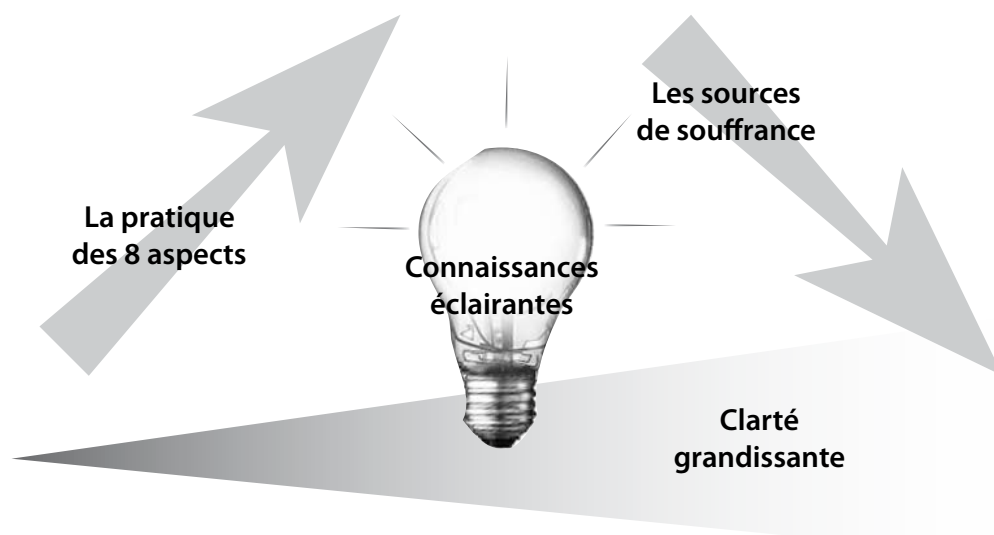 Les sources
de souffrance
La pratique
des 8 aspects
Connaissances
éclairantes
Clarté
grandissante